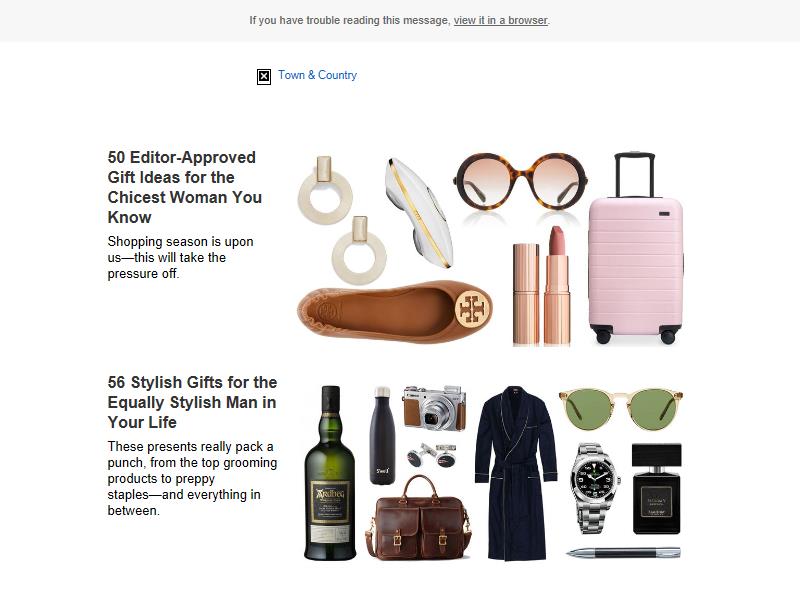 If you have trouble reading this message, view it in a browser.
Town & Country
50 Editor-Approved
Gift Ideas for the
Chicest Woman You
Know
Shopping season is upon
us—this will take the
pressure off.
56 Stylish Gifts for the
Equally Stylish Man in
Your Life
These presents really pack a
punch, from the top grooming
products to preppy
staples—and everything in
between.
Canon
S'well
ARDBEG